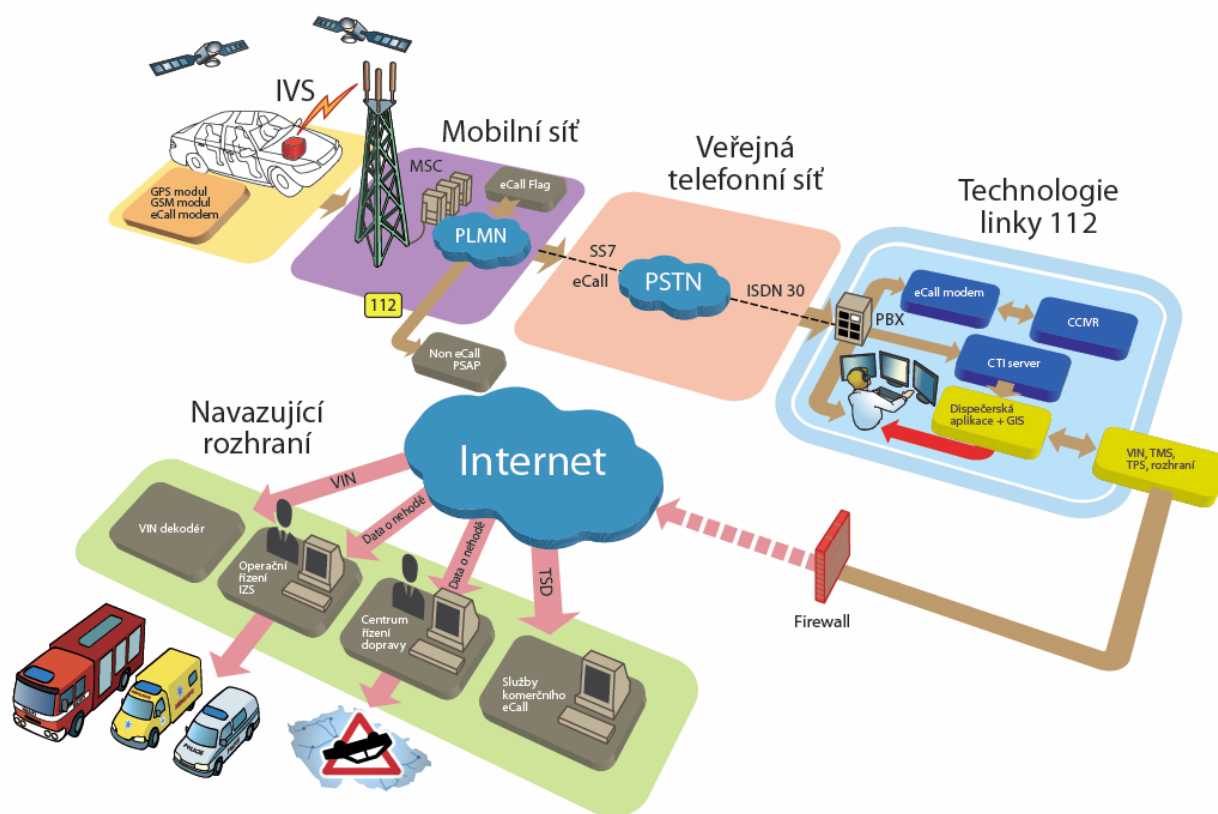 IVS
GPS modul
GSM modul
eCall modem
Mobilní síť
MSC
eCall Flag
PLMN
112
Non eCall
PSAP
Veřejná
telefonní síť
SS7
eCall
PSTN
ISDN 30
Technologie
linky 112
PBX
eCall modem
CCIVR
CTI server
Dispečerská
aplikace + GIS
VIN, TMS,
TPS, rozhraní
Firewall
Internet
Navazující
rozhraní
VIN
Data o nehodě
Data o nehodě
TSD
VIN dekodér
Operační
řízení
IZS
Centrum
řízení
dopravy
Služby
komerčního
eCall
POLICE